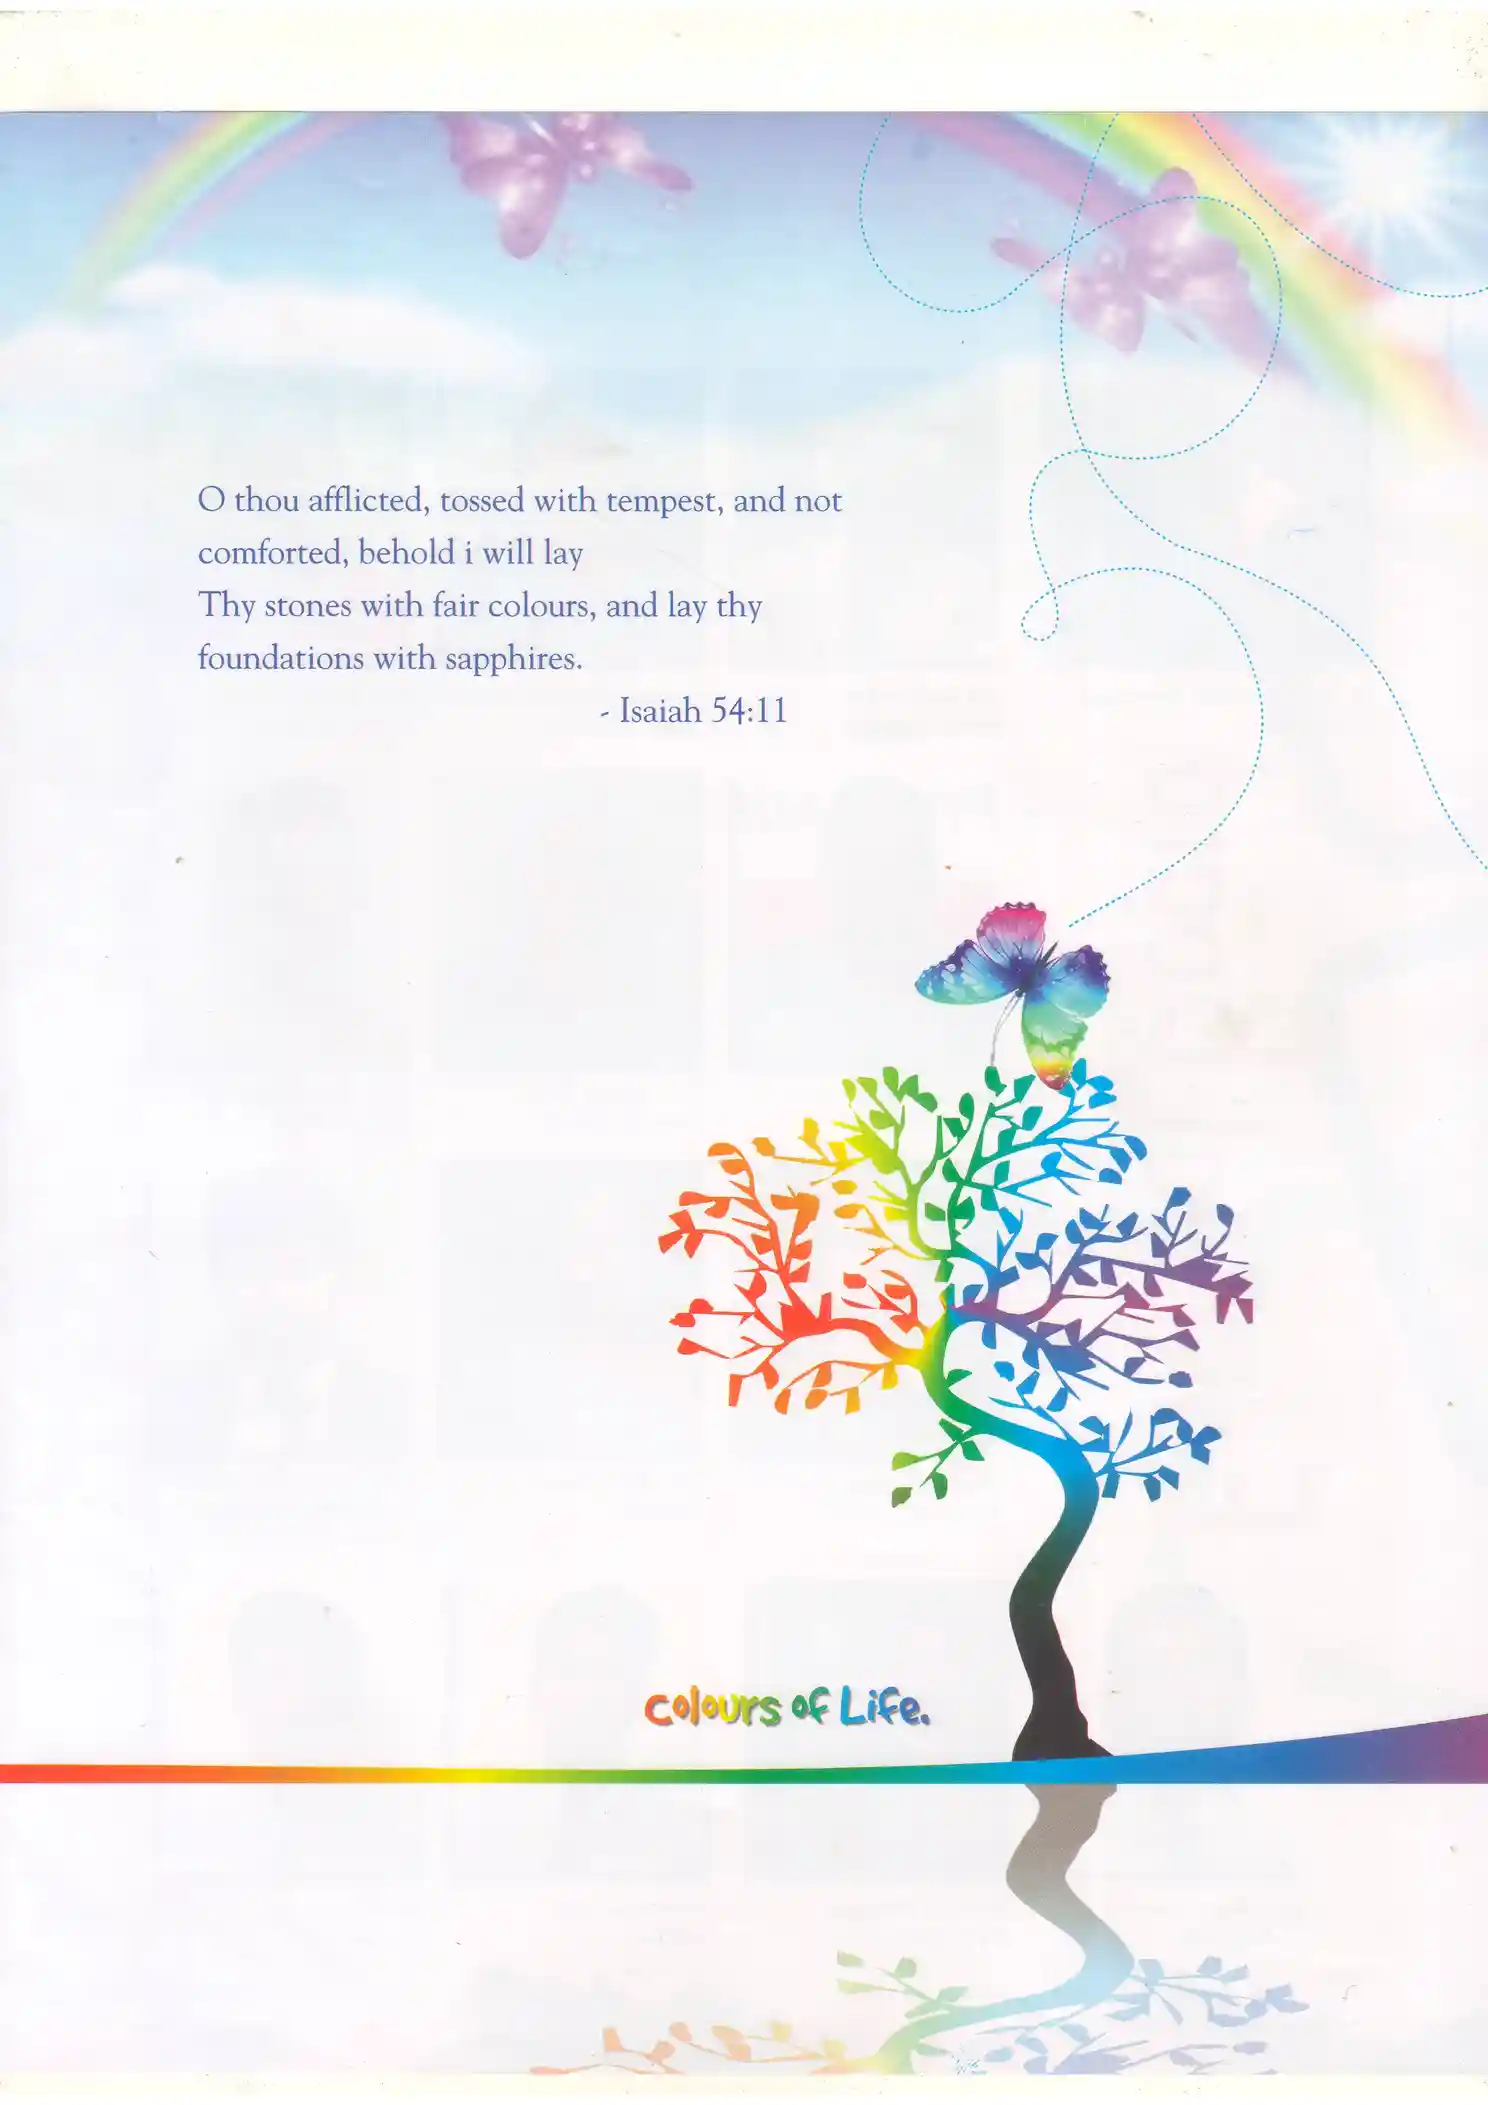 O thou afflicted, tossed with tempest, and not
comforted, behold i will lay
Thy stones with fair colours, and lay thy
foundations with sapphires.
- Isaiah 54:11
Colours of Life.